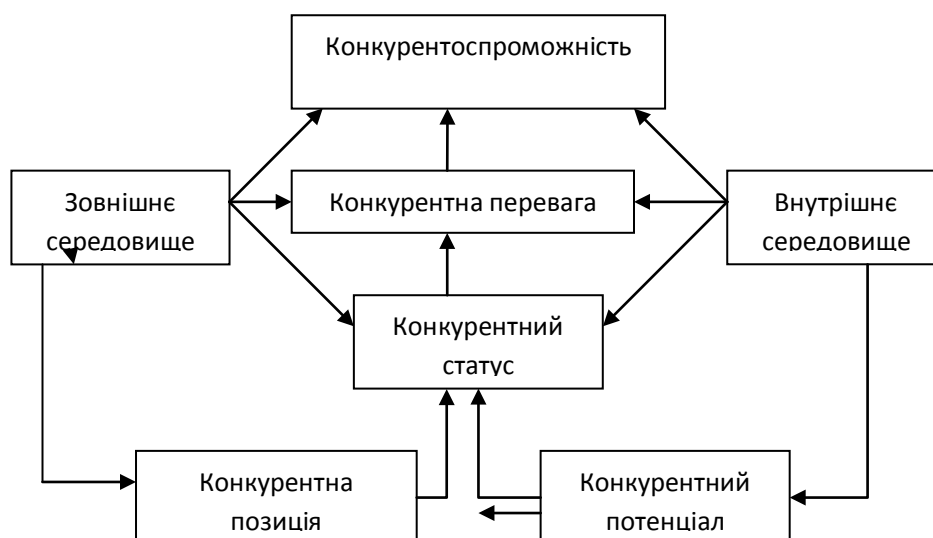 Конкурентоспроможність
Зовнішнє
середовище
Конкурентна перевага
Внутрішнє
середовище
Конкурентний
статус
Конкурентна
позиція
Конкурентний
потенціал